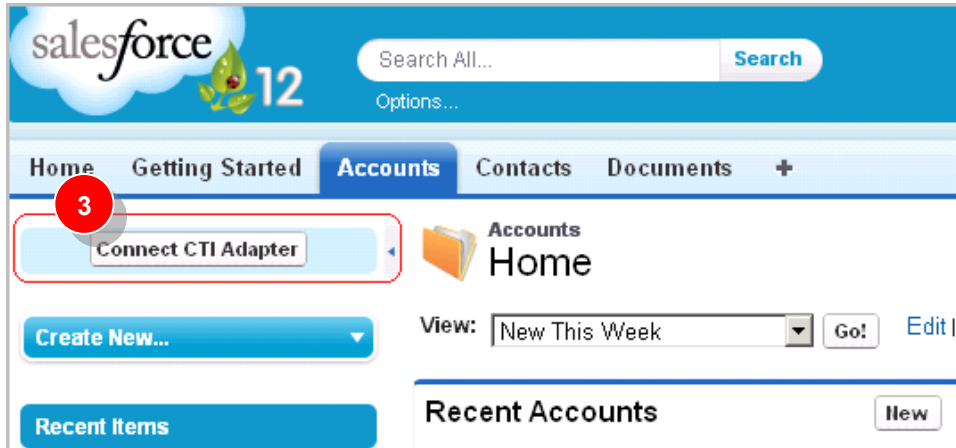 salesforce
12
Search All...
Search
Options...
Home Getting Started Accounts Contacts Documents +
3
Connect CTI Adapter
Accounts
Home
Create New...
View: New This Week Go! Edit |
Recent Items
Recent Accounts New